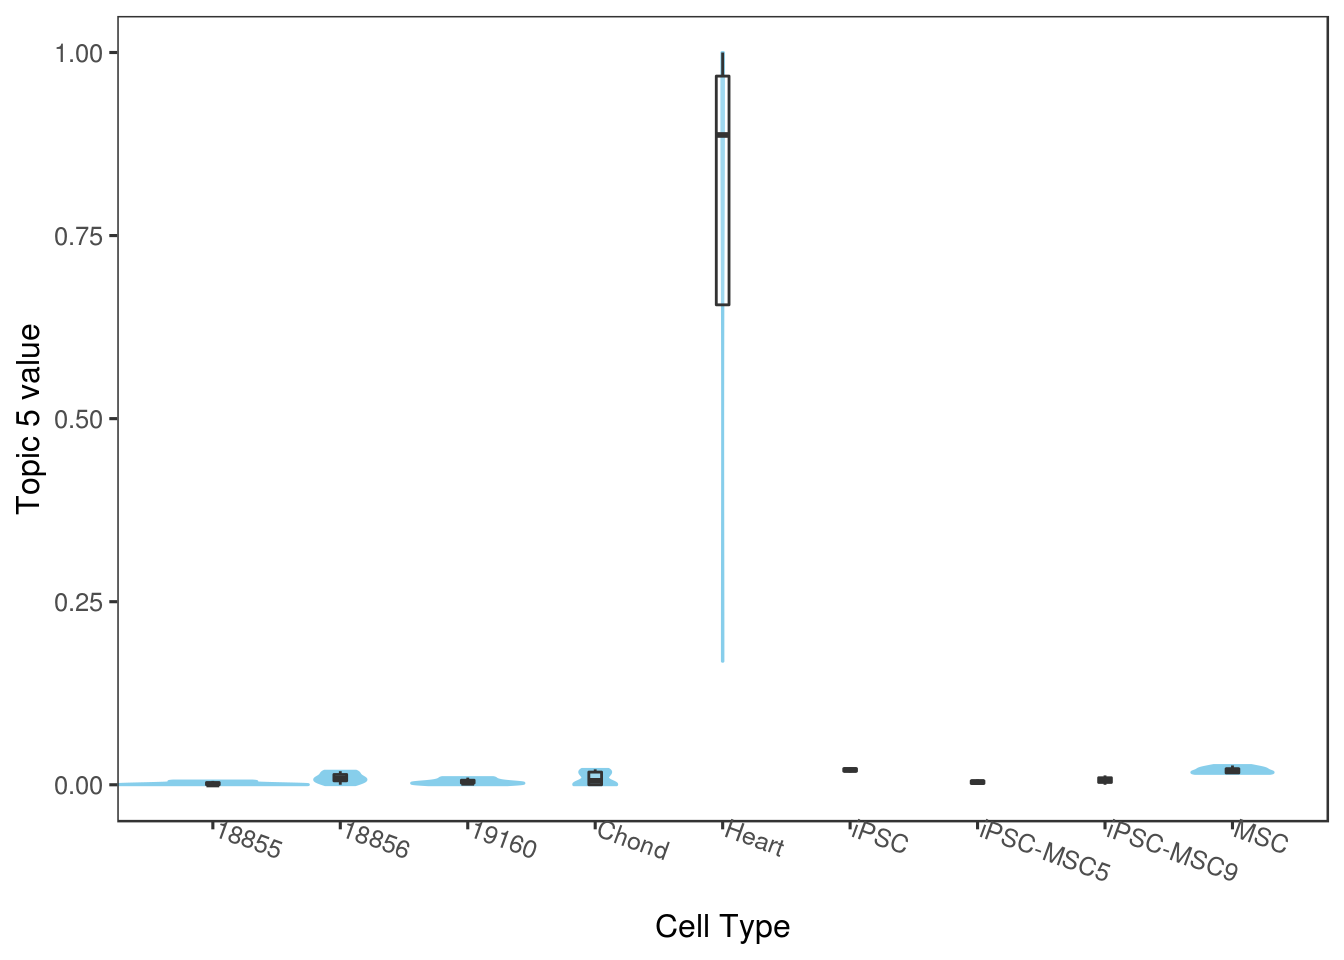 1.00
0.75
0.50
0.25
0.00
Topic 5 value
18855
18856
19160
Chond
Heart
iPSC
iPSC-MSC5
iPSC-MSC9
MSC
Cell Type